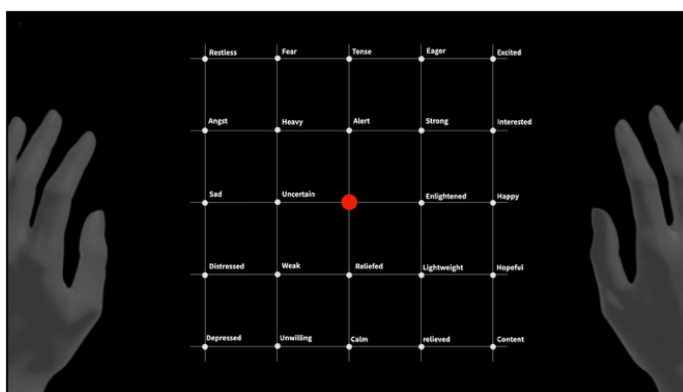 1
Restless Fear Tense Eager Excited
Angst Heavy Alert Strong Interested
Sad Uncertain Enlightened Happy
Distressed Weak Reliefed Lightweight Hopeful
Depressed Unwilling Calm relieved Content